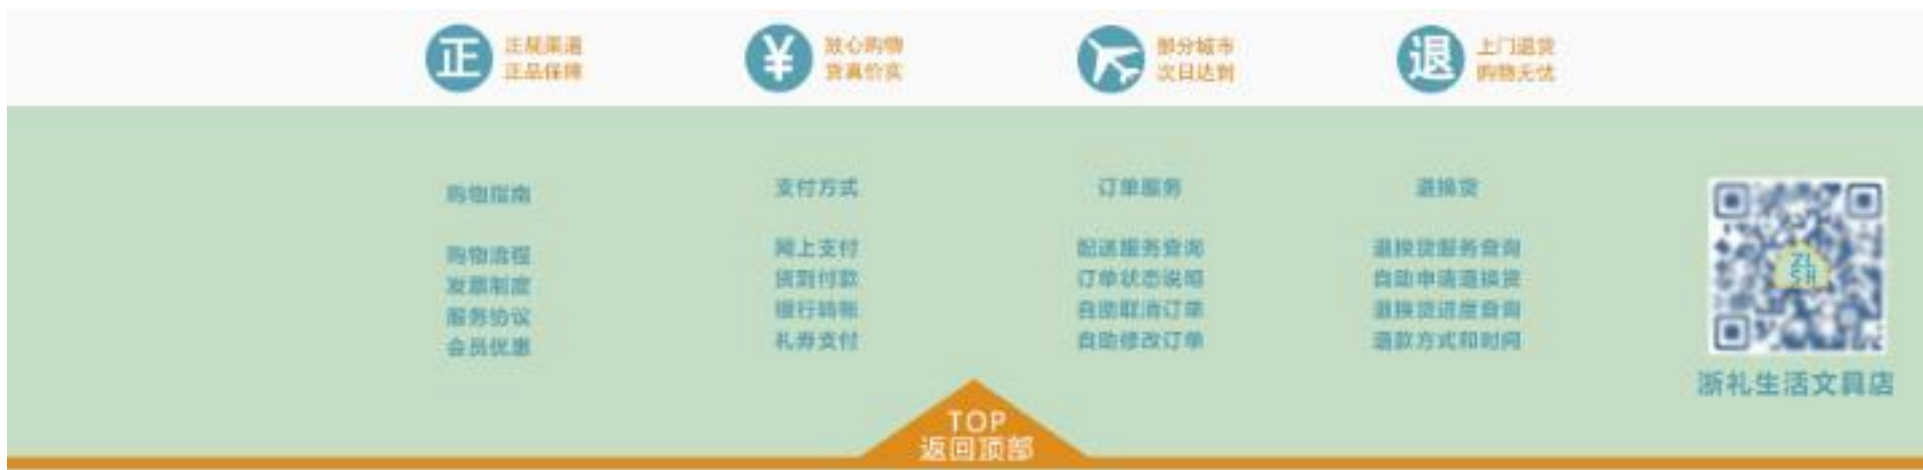 正
正规渠道
正品保障
¥
放心购物
货真价实
部分城市
次日达到
退
上门退货
购物无忧
购物指南
购物流程
发票制度
服务协议
会员优惠
支付方式
网上支付
货到付款
银行转账
礼券支付
订单服务
配送服务查询
订单状态说明
自助取消订单
自助修改订单
退换货
退换货服务查询
自助申请退换货
退换货进度查询
退款方式和时间
ZL
SH
浙礼生活文具店
TOP
返回顶部